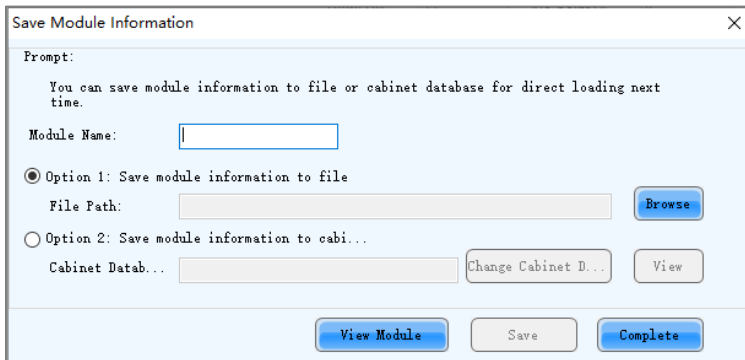 Save Module Information
Prompt:
You can save module information to file or cabinet database for direct loading next
time.
Module Name:
Option 1: Save module information to file
File Path:
Browse
Option 2: Save module information to cabi...
Cabinet Datab...
Change Cabinet D...
View
View Module
Save
Complete